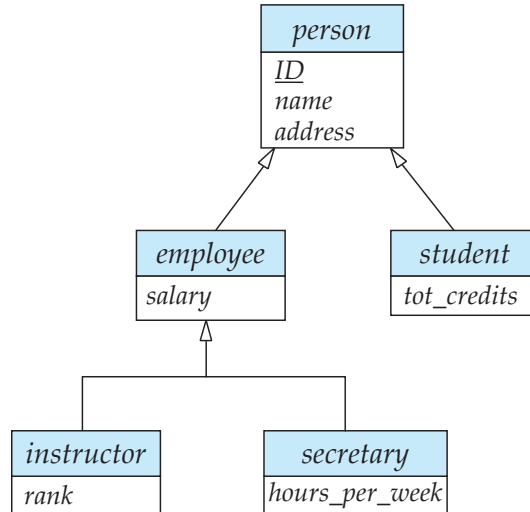 person
ID
name
address
employee
salary
student
tot_credits
instructor
rank
secretary
hours_per_week